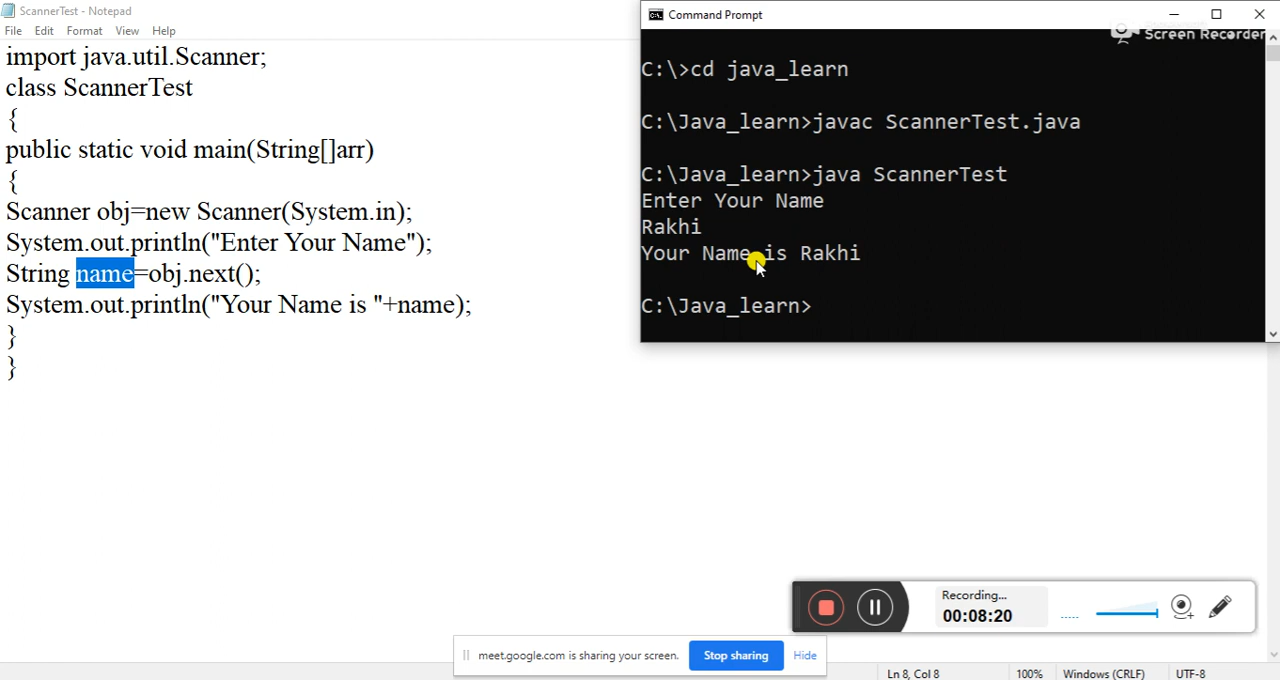 ScannerTest - Notepad
File Edit Format View Help
import java.util.Scanner;
class ScannerTest
{
public static void main(String[]arr)
{
Scanner obj=new Scanner(System.in);
System.out.println("Enter Your Name");
String name=obj.next();
System.out.println("Your Name is "+name);
}
}
Command Prompt
Screen Recorder
C:\>cd java_learn
C:\Java_learn>javac ScannerTest.java
C:\Java_learn>java ScannerTest
Enter Your Name
Rakhi
Your Name is Rakhi
C:\Java_learn>
Recording...
00:08:20
meet.google.com is sharing your screen.
Stop sharing
Hide
Ln 8, Col 8
100%
Windows (CRLF)
UTF-8